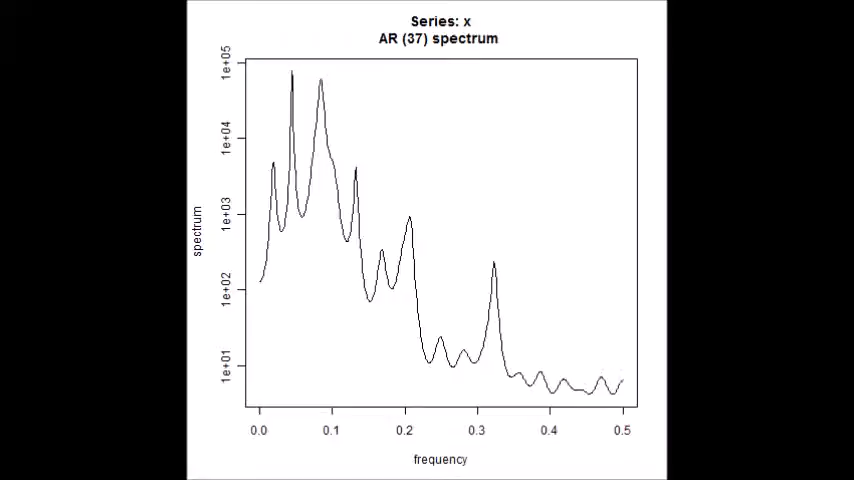 Series: x
AR (37) spectrum
1e+05
1e+04
1e+03
1e+02
1e+01
spectrum
0.0 0.1 0.2 0.3 0.4 0.5
frequency